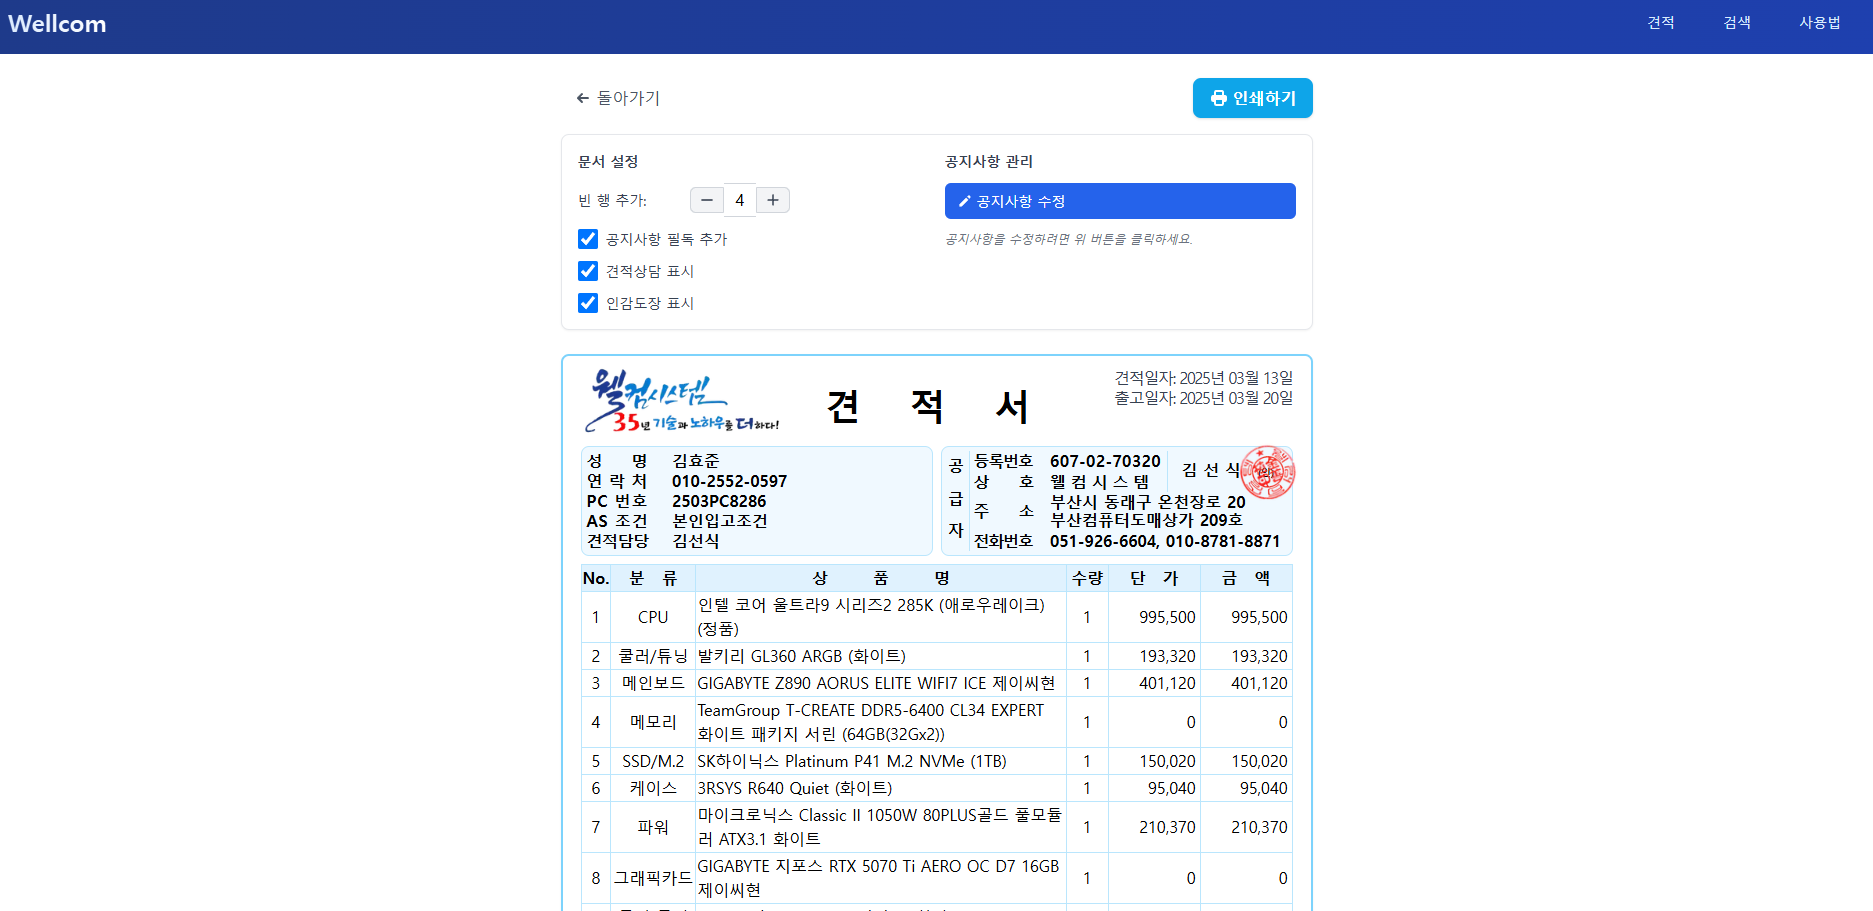 Wellcom
견적
검색
사용법
돌아가기
인쇄하기
문서 설정
빈 행 추가:
4
공지사항 필독 추가
견적상담 표시
인감도장 표시
공지사항 관리
공지사항 수정
공지사항을 수정하려면 위 버튼을 클릭하세요.
웰컴시스템
35년 기술과 노하우를 더하다!
견 적 서
견적일자: 2025년 03월 13일
출고일자: 2025년 03월 20일
성 명 김효준
연 락 처 010-2552-0597
PC 번호 2503PC8286
AS 조건 본인입고조건
견적담당 김선식
공 급 자
등록번호 607-02-70320 김 선 식
상 호 웰 컴 시 스 템
주 소 부산시 동래구 온천장로 20
부산컴퓨터도매상가 209호
전화번호 051-926-6604, 010-8781-8871
No. 분 류 상 품 명 수량 단 가 금 액
1 CPU 인텔 코어 울트라9 시리즈2 285K (애로우레이크) 1 995,500 995,500
(정품)
2 쿨러/튜닝 발키리 GL360 ARGB (화이트) 1 193,320 193,320
3 메인보드 GIGABYTE Z890 AORUS ELITE WIFI7 ICE 제이씨현 1 401,120 401,120
4 메모리 TeamGroup T-CREATE DDR5-6400 CL34 EXPERT 1 0 0
화이트 패키지 서린 (64GB(32Gx2))
5 SSD/M.2 SK하이닉스 Platinum P41 M.2 NVMe (1TB) 1 150,020 150,020
6 케이스 3RSYS R640 Quiet (화이트) 1 95,040 95,040
7 파워 마이크로닉스 Classic II 1050W 80PLUS골드 풀모듈 1 210,370 210,370
러 ATX3.1 화이트
8 그래픽카드 GIGABYTE 지포스 RTX 5070 Ti AERO OC D7 16GB 1 0 0
제이씨현